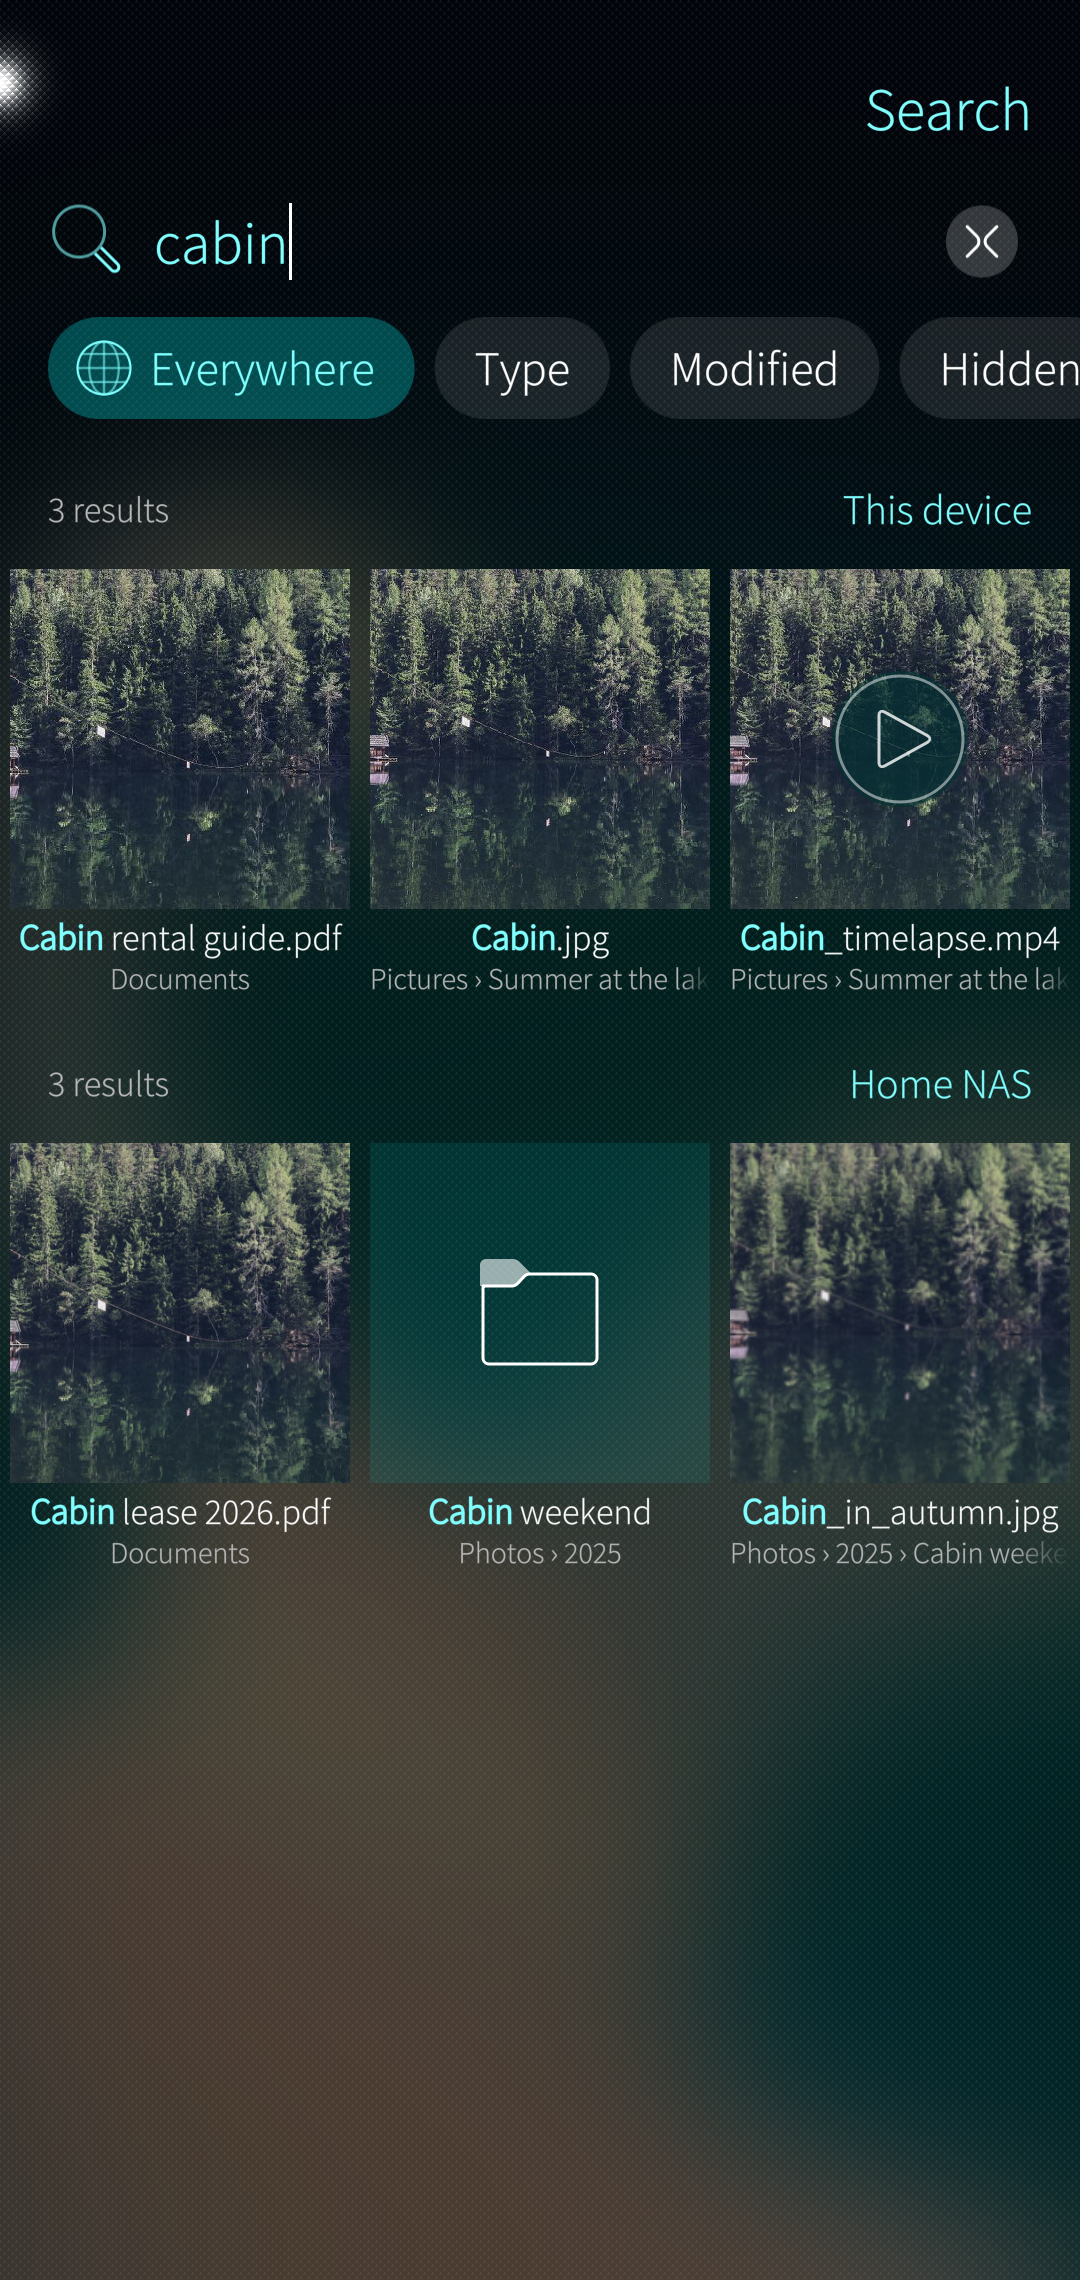 Search
cabin
Everywhere Type Modified Hidden
3 results This device
Cabin rental guide.pdf Cabin.jpg Cabin_timelapse.mp4
Documents Pictures › Summer at the lak Pictures › Summer at the lak
3 results Home NAS
Cabin lease 2026.pdf Cabin weekend Cabin_in_autumn.jpg
Documents Photos › 2025 Photos › 2025 › Cabin weeke